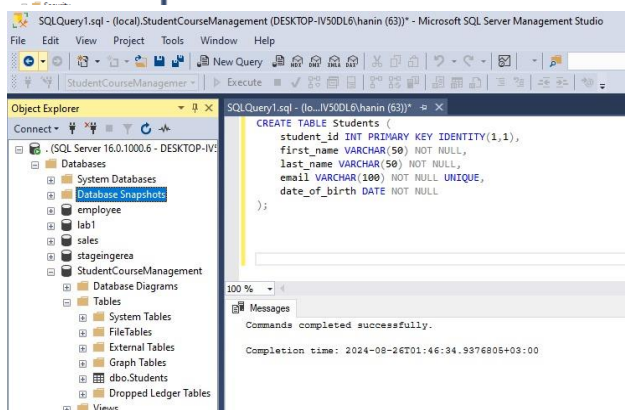 SQLQuery1.sql - (local).StudentCourseManagement (DESKTOP-IV50DL6\hanin (63))* - Microsoft SQL Server Management Studio
File Edit View Project Tools Window Help
New Query
StudentCourseManagemer
Execute
Object Explorer
Connect
. (SQL Server 16.0.1000.6 - DESKTOP-IV5
Databases
System Databases
Database Snapshots
employee
lab1
sales
stageingerea
StudentCourseManagement
Database Diagrams
Tables
System Tables
FileTables
External Tables
Graph Tables
dbo.Students
Dropped Ledger Tables
Views
SQLQuery1.sql - (lo...IV50DL6\hanin (63))*
CREATE TABLE Students (
student_id INT PRIMARY KEY IDENTITY(1,1),
first_name VARCHAR(50) NOT NULL,
last_name VARCHAR(50) NOT NULL,
email VARCHAR(100) NOT NULL UNIQUE,
date_of_birth DATE NOT NULL
);
100 %
Messages
Commands completed successfully.
Completion time: 2024-08-26T01:46:34.9376805+03:00